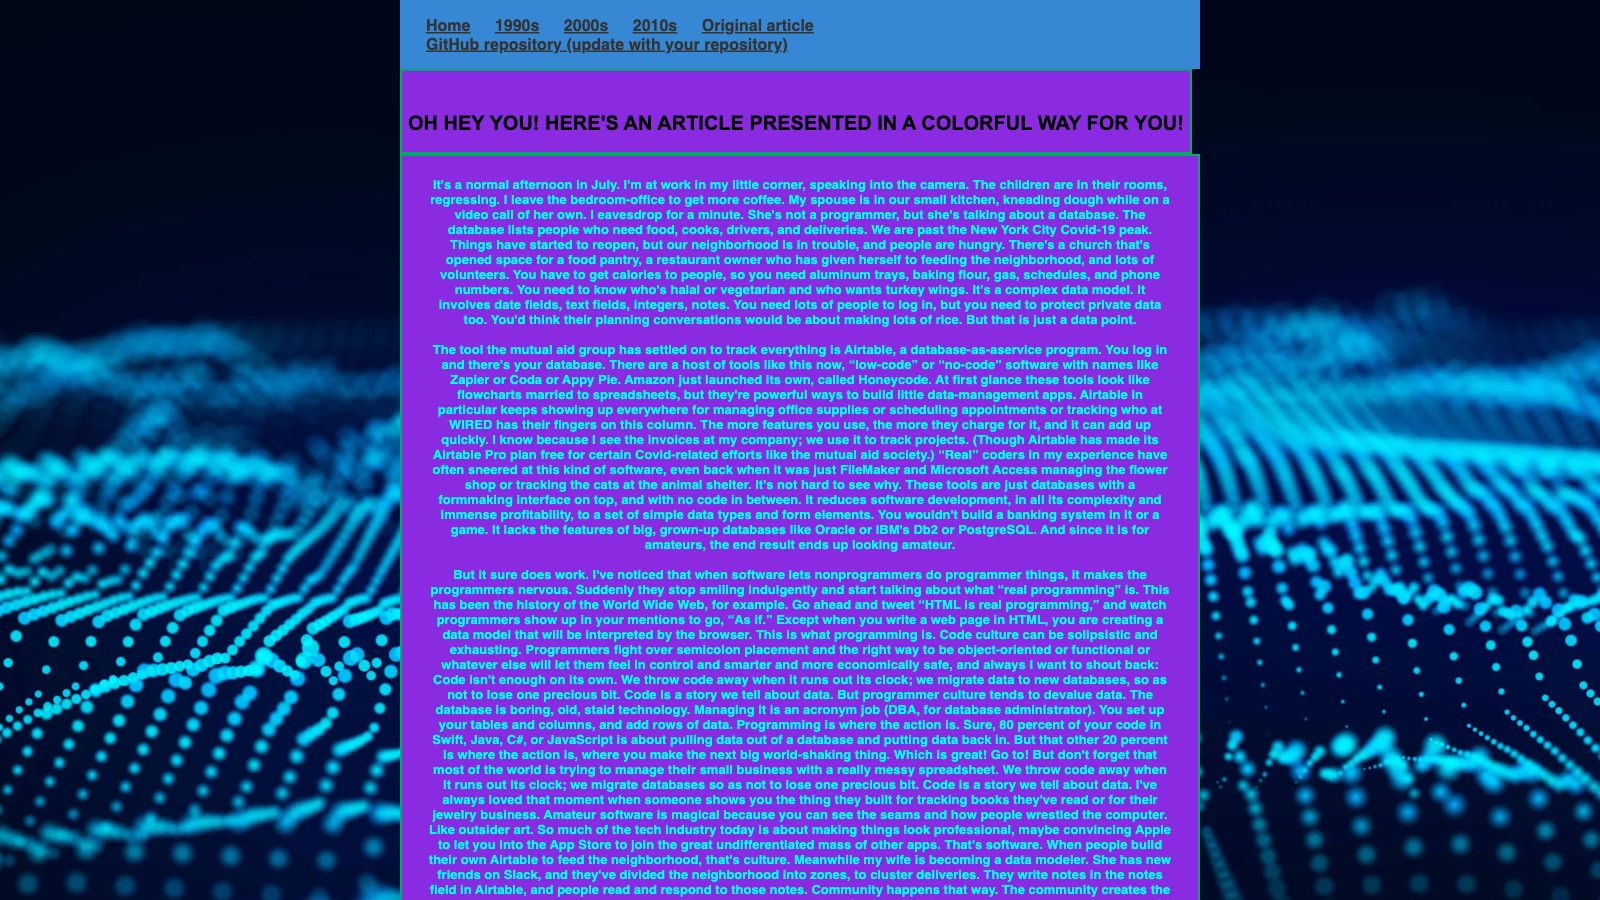 Home 1990s 2000s 2010s Original article
GitHub repository (update with your repository)
OH HEY YOU! HERE'S AN ARTICLE PRESENTED IN A COLORFUL WAY FOR YOU!
It's a normal afternoon in July. I'm at work in my little corner, speaking into the camera. The children are in their rooms,
regressing. I leave the bedroom-office to get more coffee. My spouse is in our small kitchen, kneading dough while on a
video call of her own. I eavesdrop for a minute. She's not a programmer, but she's talking about a database. The
database lists people who need food, cooks, drivers, and deliveries. We are past the New York City Covid-19 peak.
Things have started to reopen, but our neighborhood is in trouble, and people are hungry. There's a church that's
opened space for a food pantry, a restaurant owner who has given herself to feeding the neighborhood, and lots of
volunteers. You have to get calories to people, so you need aluminum trays, baking flour, gas, schedules, and phone
numbers. You need to know who's halal or vegetarian and who wants turkey wings. It's a complex data model. It
involves date fields, text fields, integers, notes. You need lots of people to log in, but you need to protect private data
too. You'd think their planning conversations would be about making lots of rice. But that is just a data point.
The tool the mutual aid group has settled on to track everything is Airtable, a database-as-aservice program. You log in
and there's your database. There are a host of tools like this now, “low-code” or “no-code” software with names like
Zapier or Coda or Appy Pie. Amazon just launched its own, called Honeycode. At first glance these tools look like
flowcharts married to spreadsheets, but they're powerful ways to build little data-management apps. Airtable in
particular keeps showing up everywhere for managing office supplies or scheduling appointments or tracking who at
WIRED has their fingers on this column. The more features you use, the more they charge for it, and it can add up
quickly. I know because I see the invoices at my company; we use it to track projects. (Though Airtable has made its
Airtable Pro plan free for certain Covid-related efforts like the mutual aid society.) “Real” coders in my experience have
often sneered at this kind of software, even back when it was just FileMaker and Microsoft Access managing the flower
shop or tracking the cats at the animal shelter. It's not hard to see why. These tools are just databases with a
formmaking interface on top, and with no code in between. It reduces software development, in all its complexity and
immense profitability, to a set of simple data types and form elements. You wouldn't build a banking system in it or a
game. It lacks the features of big, grown-up databases like Oracle or IBM's Db2 or PostgreSQL. And since it is for
amateurs, the end result ends up looking amateur.
But it sure does work. I've noticed that when software lets nonprogrammers do programmer things, it makes the
programmers nervous. Suddenly they stop smiling indulgently and start talking about what “real programming” is. This
has been the history of the World Wide Web, for example. Go ahead and tweet “HTML is real programming,” and watch
programmers show up in your mentions to go, “As if.” Except when you write a web page in HTML, you are creating a
data model that will be interpreted by the browser. This is what programming is. Code culture can be solipsistic and
exhausting. Programmers fight over semicolon placement and the right way to be object-oriented or functional or
whatever else will let them feel in control and smarter and more economically safe, and always I want to shout back:
Code isn't enough on its own. We throw code away when it runs out its clock; we migrate data to new databases, so as
not to lose one precious bit. Code is a story we tell about data. But programmer culture tends to devalue data. The
database is boring, old, staid technology. Managing it is an acronym job (DBA, for database administrator). You set up
your tables and columns, and add rows of data. Programming is where the action is. Sure, 80 percent of your code in
Swift, Java, C#, or JavaScript is about pulling data out of a database and putting data back in. But that other 20 percent
is where the action is, where you make the next big world-shaking thing. Which is great! Go to! But don't forget that
most of the world is trying to manage their small business with a really messy spreadsheet. We throw code away when
it runs out its clock; we migrate databases so as not to lose one precious bit. Code is a story we tell about data. I've
always loved that moment when someone shows you the thing they built for tracking books they've read or for their
jewelry business. Amateur software is magical because you can see the seams and how people wrestled the computer.
Like outsider art. So much of the tech industry today is about making things look professional, maybe convincing Apple
to let you into the App Store to join the great undifferentiated mass of other apps. That's software. When people build
their own Airtable to feed the neighborhood, that's culture. Meanwhile my wife is becoming a data modeler. She has new
friends on Slack, and they've divided the neighborhood into zones, to cluster deliveries. They write notes in the notes
field in Airtable, and people read and respond to those notes. Community happens that way. The community creates the